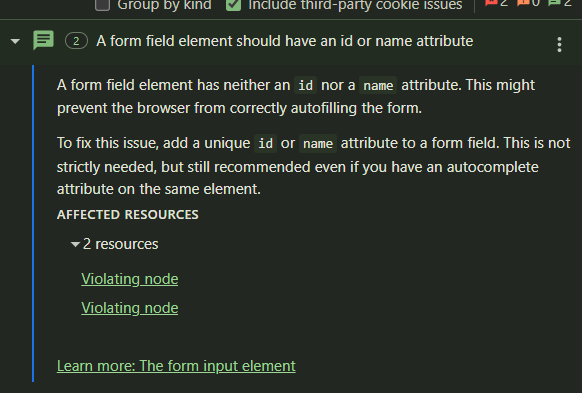 Group by kind
Include third-party cookie issues
2
0
2
2
A form field element should have an id or name attribute
A form field element has neither an id nor a name attribute. This might
prevent the browser from correctly autofilling the form.
To fix this issue, add a unique id or name attribute to a form field. This is not
strictly needed, but still recommended even if you have an autocomplete
attribute on the same element.
AFFECTED RESOURCES
2 resources
Violating node
Violating node
Learn more: The form input element